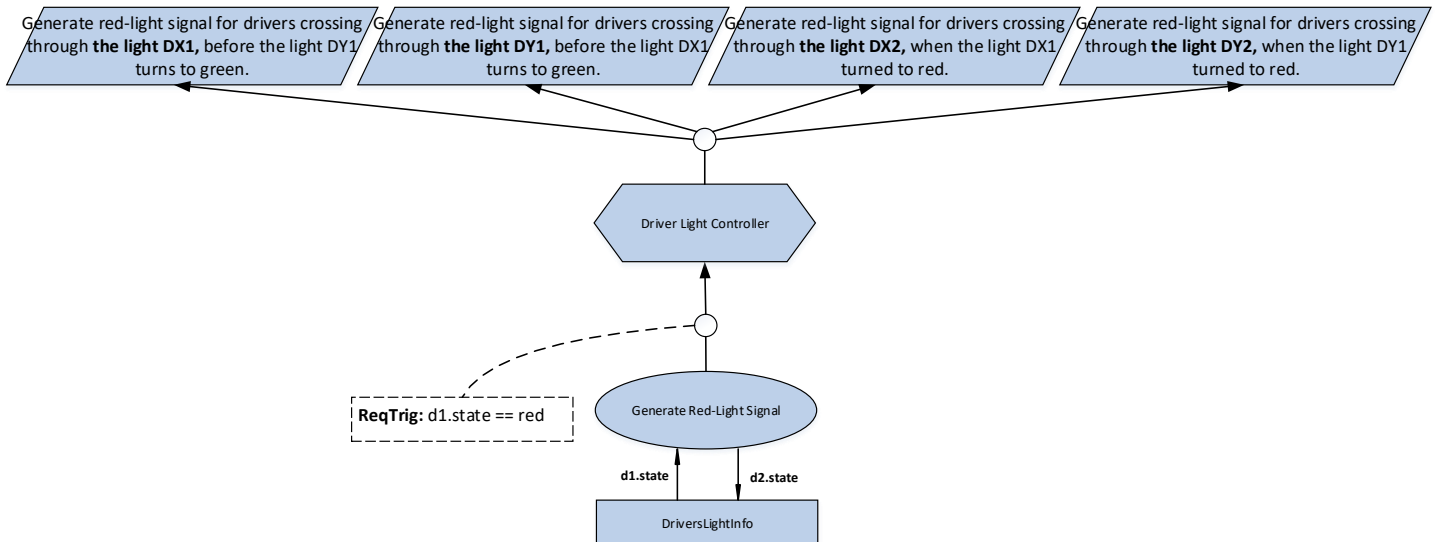 Generate red-light signal for drivers crossing
through the light DX1, before the light DY1
turns to green.
Generate red-light signal for drivers crossing
through the light DY1, before the light DX1
turns to green.
Generate red-light signal for drivers crossing
through the light DX2, when the light DX1
turned to red.
Generate red-light signal for drivers crossing
through the light DY2, when the light DY1
turned to red.
Driver Light Controller
ReqTrig: d1.state == red
Generate Red-Light Signal
d1.state
d2.state
DriversLightInfo